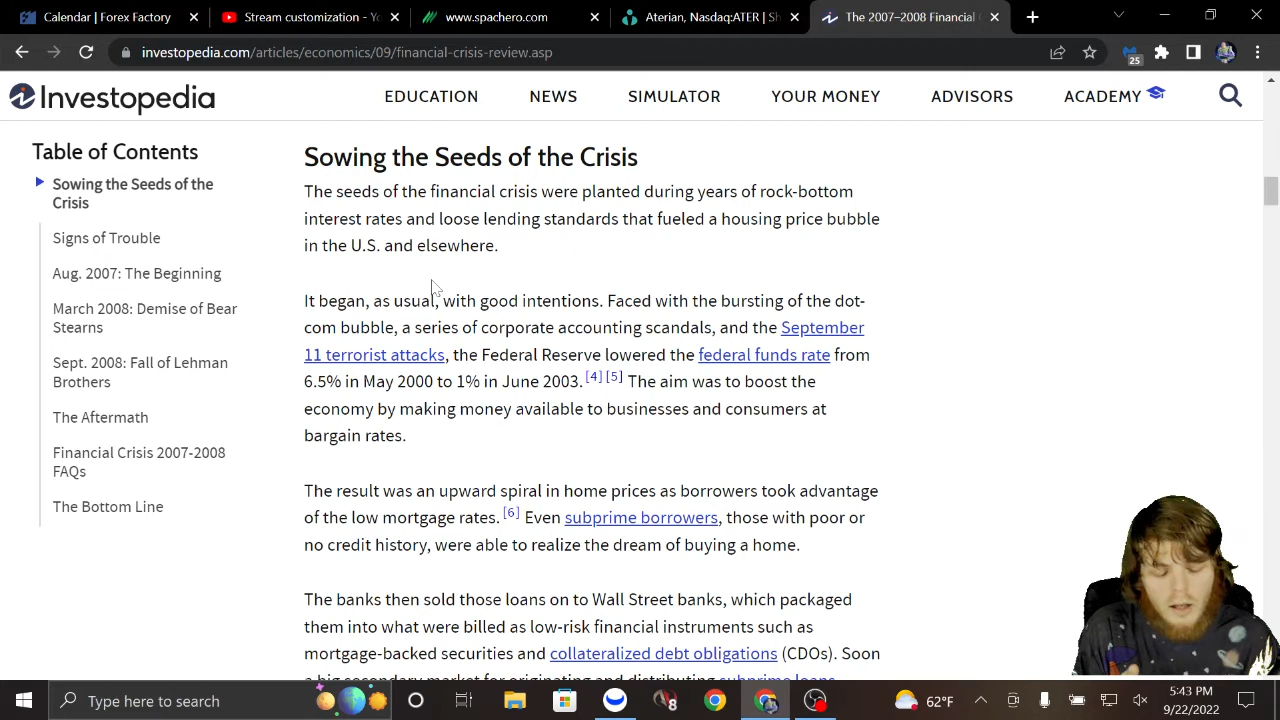 Calendar | Forex Factory
Stream customization - Yo
www.spachero.com
Aterian, Nasdaq:ATER | Sh
The 2007–2008 Financial C
investopedia.com/articles/economics/09/financial-crisis-review.asp
25
Investopedia
EDUCATION
NEWS
SIMULATOR
YOUR MONEY
ADVISORS
ACADEMY
Table of Contents
Sowing the Seeds of the
Crisis
Signs of Trouble
Aug. 2007: The Beginning
March 2008: Demise of Bear
Stearns
Sept. 2008: Fall of Lehman
Brothers
The Aftermath
Financial Crisis 2007-2008
FAQs
The Bottom Line
Sowing the Seeds of the Crisis
The seeds of the financial crisis were planted during years of rock-bottom
interest rates and loose lending standards that fueled a housing price bubble
in the U.S. and elsewhere.
It began, as usual, with good intentions. Faced with the bursting of the dot-
com bubble, a series of corporate accounting scandals, and the September
11 terrorist attacks, the Federal Reserve lowered the federal funds rate from
6.5% in May 2000 to 1% in June 2003. [4] [5] The aim was to boost the
economy by making money available to businesses and consumers at
bargain rates.
The result was an upward spiral in home prices as borrowers took advantage
of the low mortgage rates. [6] Even subprime borrowers, those with poor or
no credit history, were able to realize the dream of buying a home.
The banks then sold those loans on to Wall Street banks, which packaged
them into what were billed as low-risk financial instruments such as
mortgage-backed securities and collateralized debt obligations (CDOs). Soon
a big secondary market for originating and distributing subprime loans
Type here to search
8
62°F
5:43 PM
9/22/2022